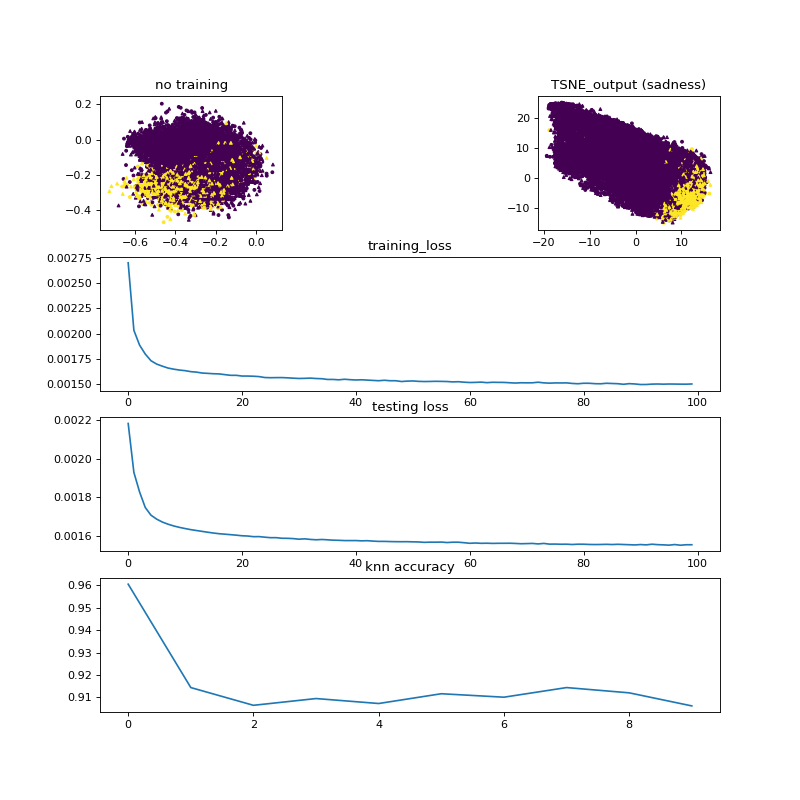 no training
TSNE_output (sadness)
0.2
0.0
−0.2
−0.4
−0.6 −0.4 −0.2 0.0
20
10
0
−10
−20 −10 0 10
training_loss
0.00275
0.00250
0.00225
0.00200
0.00175
0.00150
0 20 40 60 80 100
testing loss
0.0022
0.0020
0.0018
0.0016
0 20 40 60 80 100
knn accuracy
0.96
0.95
0.94
0.93
0.92
0.91
0 2 4 6 8